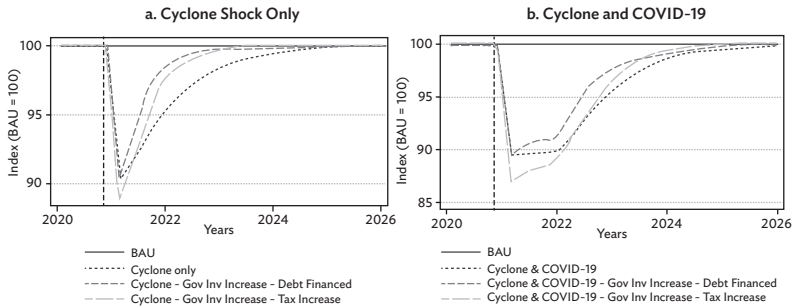 a. Cyclone Shock Only
Index (BAU = 100)
100
95
90
2020
2022
2024
2026
Years
BAU
Cyclone only
Cyclone - Gov Inv Increase - Debt Financed
Cyclone - Gov Inv Increase - Tax Increase
b. Cyclone and COVID-19
Index (BAU = 100)
100
95
90
85
2020
2022
2024
2026
Years
BAU
Cyclone & COVID-19
Cyclone & COVID-19 - Gov Inv Increase - Debt Financed
Cyclone & COVID-19 - Gov Inv Increase - Tax Increase